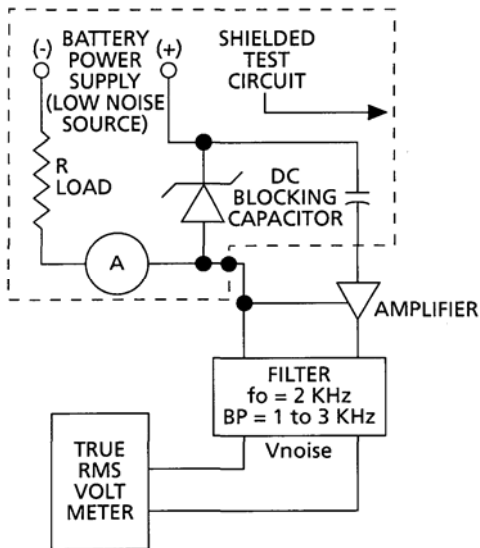 (-) BATTERY (+)
POWER
SUPPLY
(LOW NOISE
SOURCE)
SHIELDED
TEST
CIRCUIT
R
LOAD
DC
BLOCKING
CAPACITOR
A
AMPLIFIER
FILTER
fo = 2 KHz
BP = 1 to 3 KHz
Vnoise
TRUE
RMS
VOLT
METER